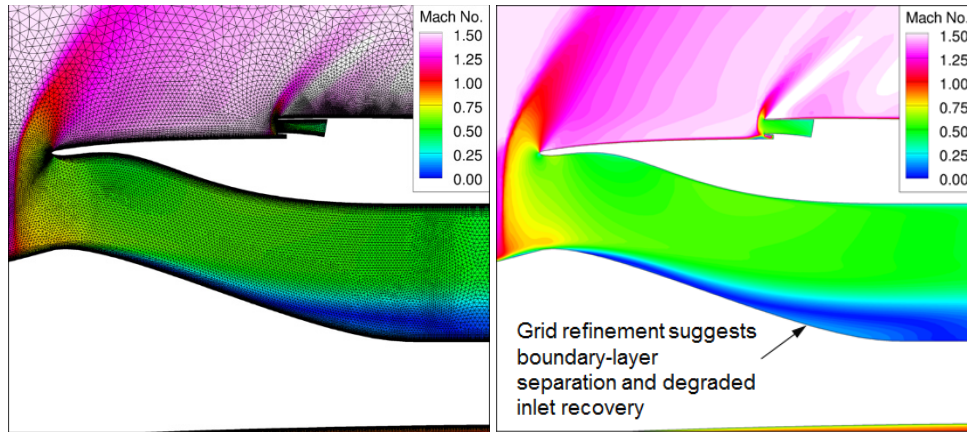 Mach No.
1.50
1.25
1.00
0.75
0.50
0.25
0.00
Mach No.
1.50
1.25
1.00
0.75
0.50
0.25
0.00
Grid refinement suggests
boundary-layer
separation and degraded
inlet recovery